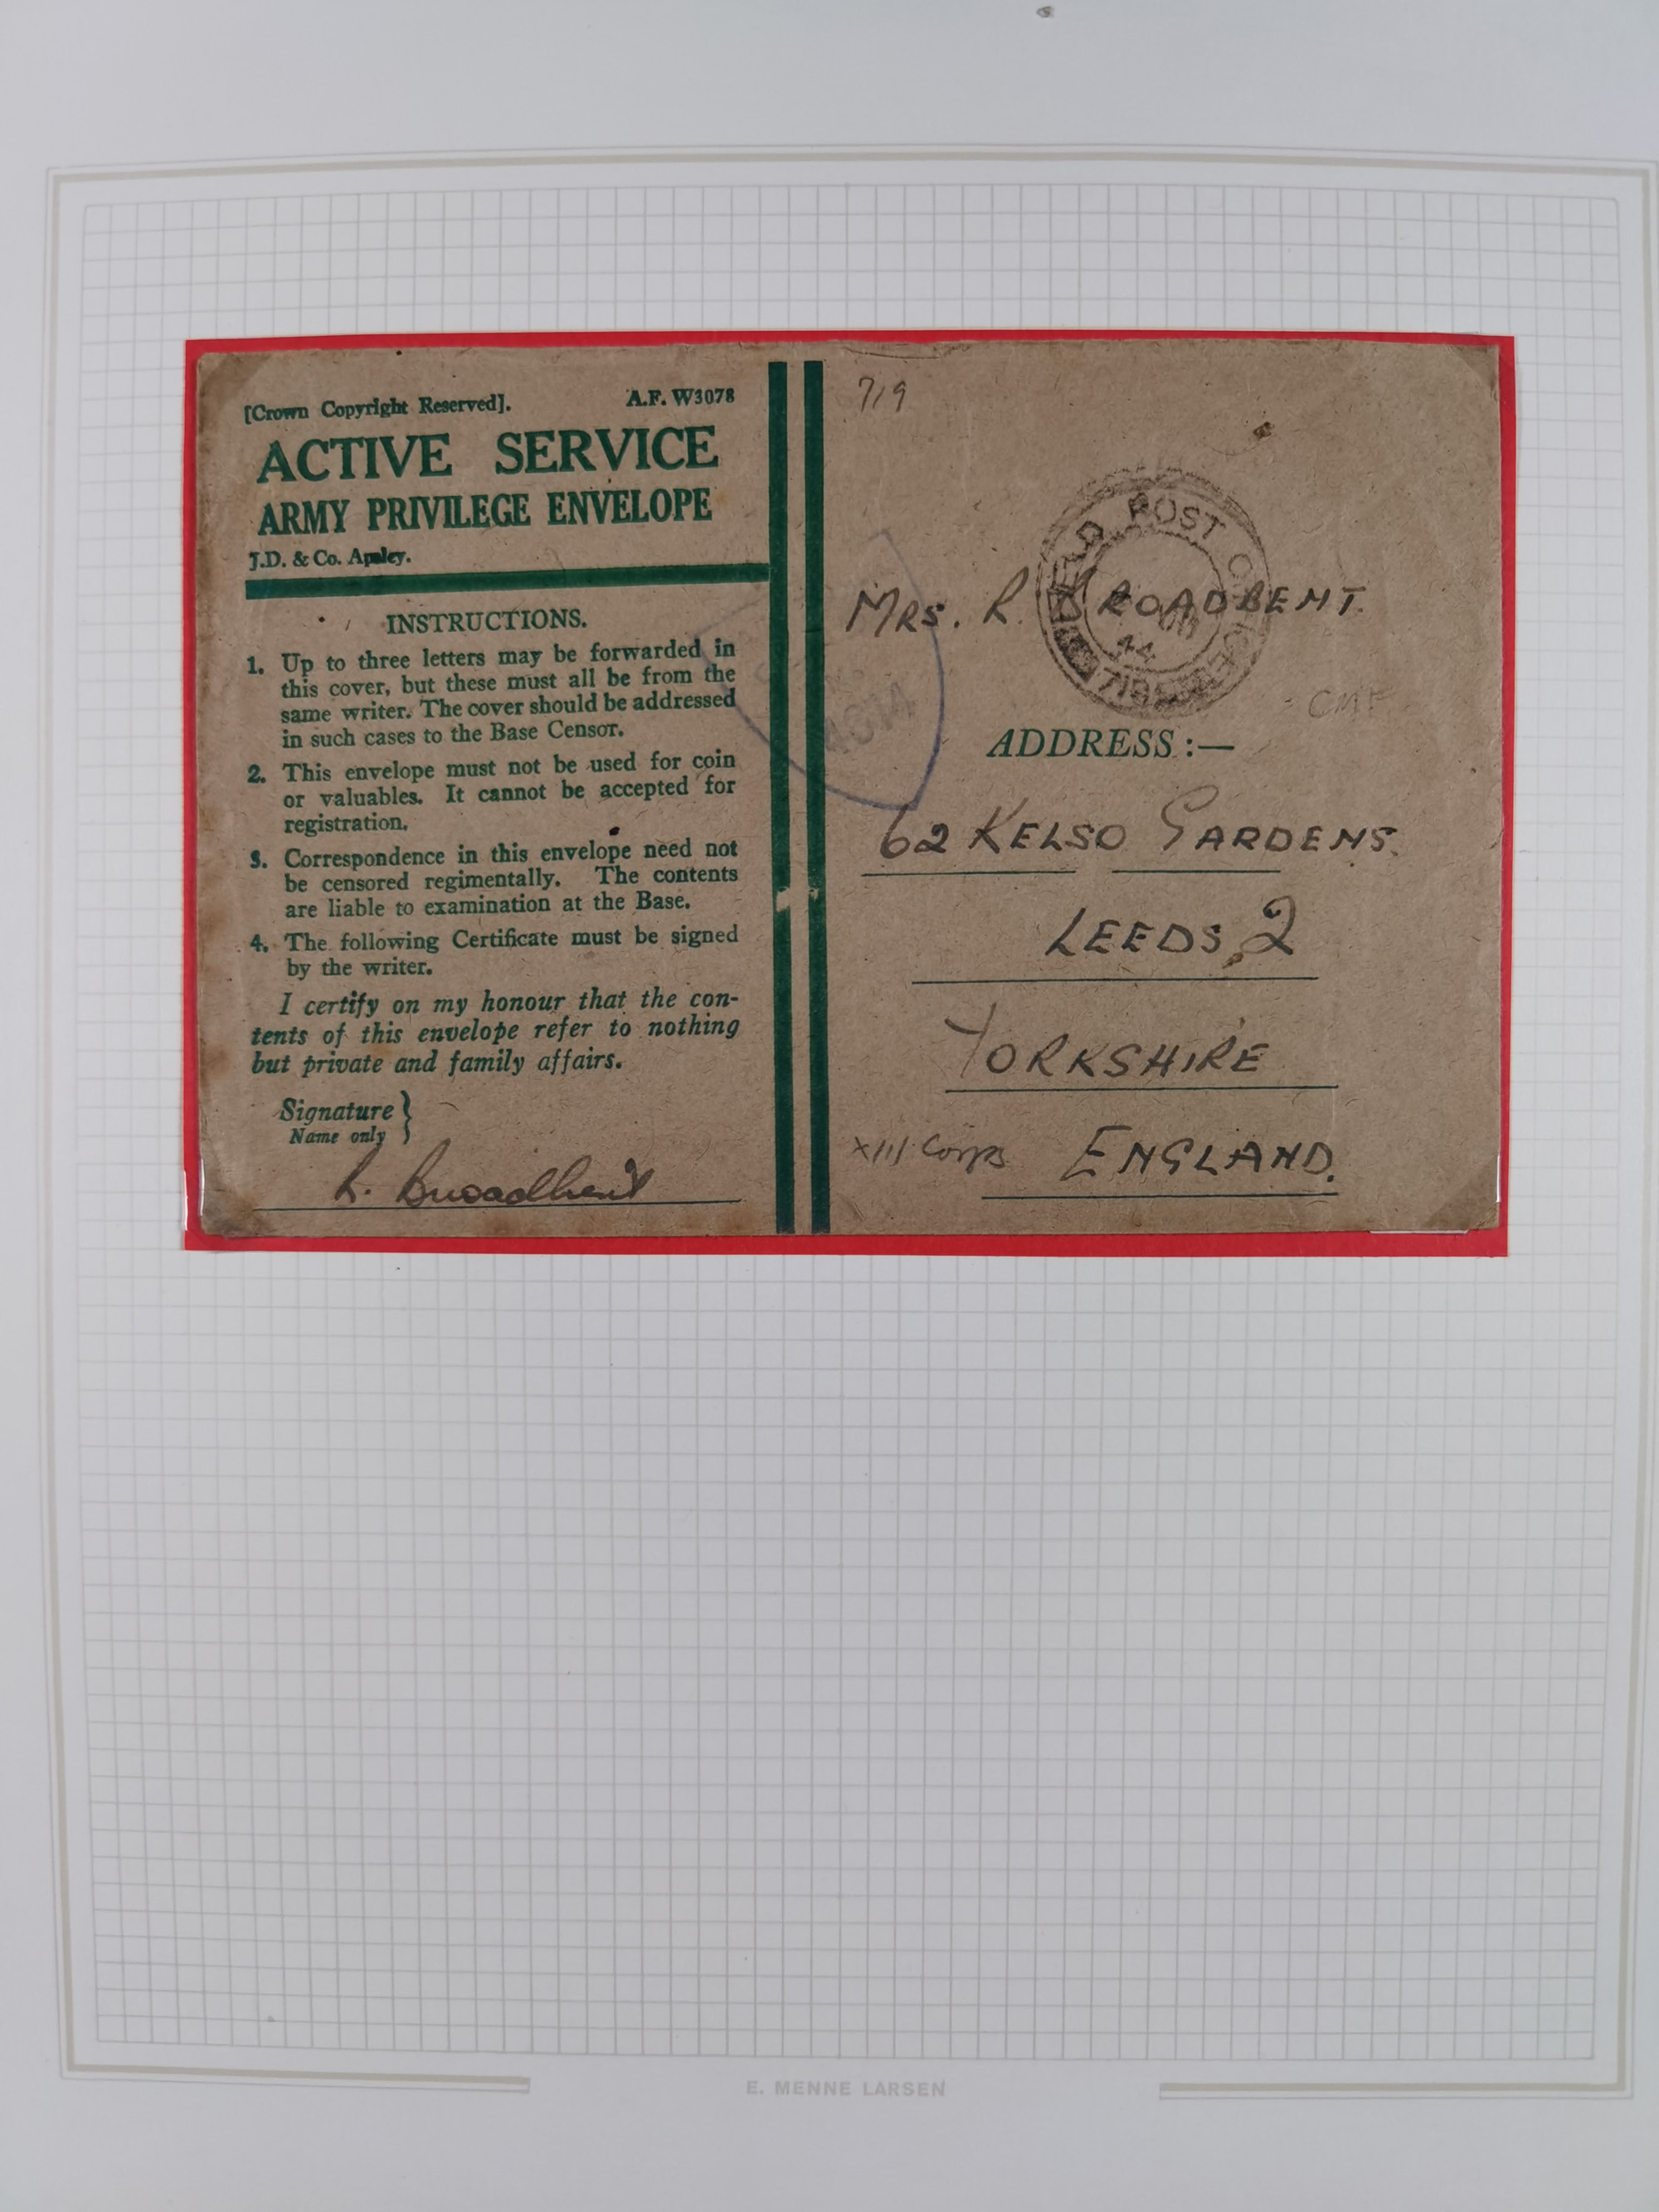 [Crown Copyright Reserved]. A.F. W3078
ACTIVE SERVICE
ARMY PRIVILEGE ENVELOPE
J.D. & Co. Apsley.
INSTRUCTIONS.
1. Up to three letters may be forwarded in
this cover, but these must all be from the
same writer. The cover should be addressed
in such cases to the Base Censor.
2. This envelope must not be used for coin
or valuables. It cannot be accepted for
registration.
3. Correspondence in this envelope need not
be censored regimentally. The contents
are liable to examination at the Base.
4. The following Certificate must be signed
by the writer.
I certify on my honour that the con-
tents of this envelope refer to nothing
but private and family affairs.
Signature }
Name only
L. Broadbent
719
FIELD POST OFFICE
44
719
MRS. R. BROADBENT.
CMF
ADDRESS :—
62 KELSO GARDENS.
LEEDS, 2
YORKSHIRE
XIII Corps
ENGLAND.
E. MENNE LARSEN